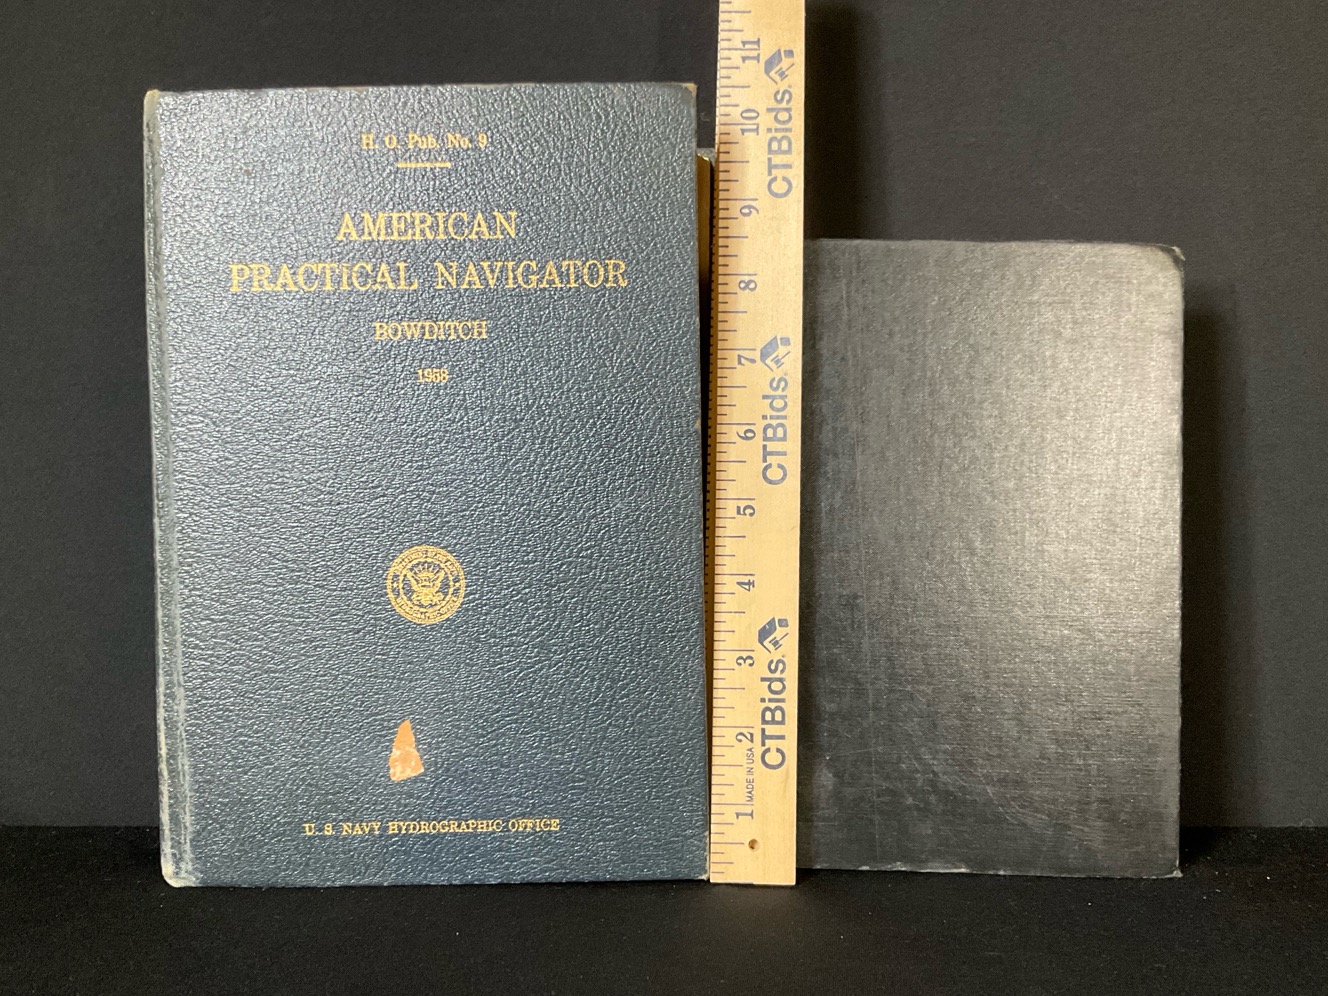 H. O. Pub. No. 9
AMERICAN
PRACTICAL NAVIGATOR
BOWDITCH
1958
U. S. NAVY HYDROGRAPHIC OFFICE
11
10
9
8
7
6
5
4
3
2
1
CTBids.
CTBids.
CTBids.
MADE IN USA